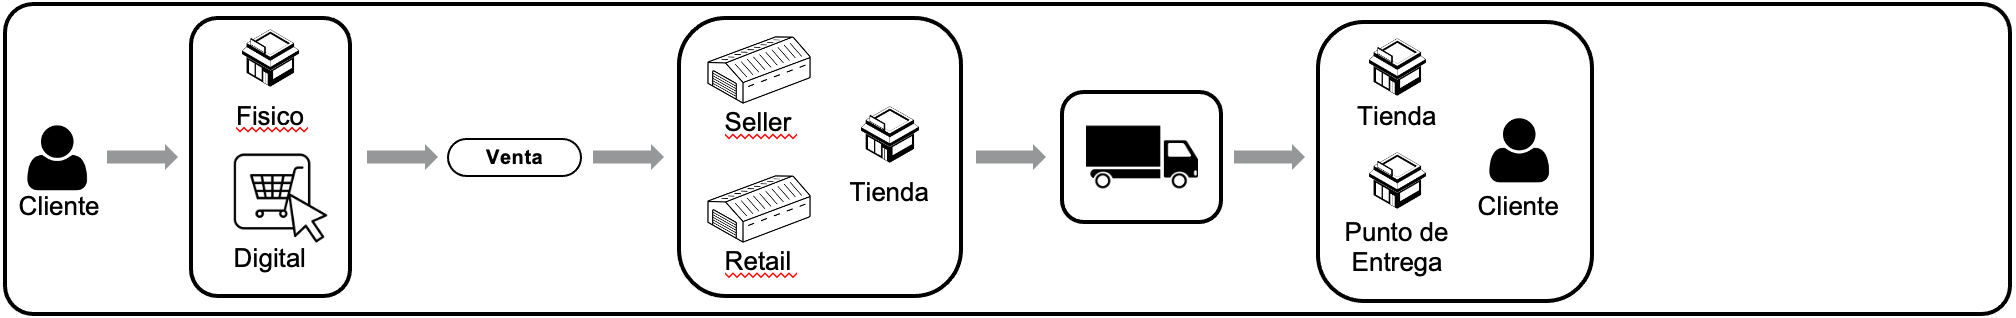 Cliente
Fisico
Digital
Venta
Seller
Retail
Tienda
Tienda
Punto de
Entrega
Cliente